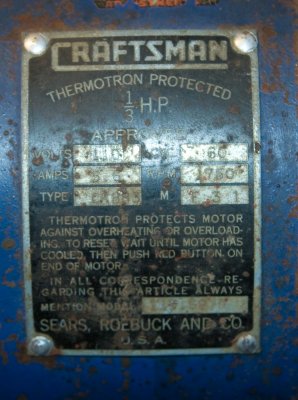 CRAFTSMAN
THERMOTRON PROTECTED
1/3 H.P.
VOLTS 60
AMPS 1750
TYPE M
THERMOTRON PROTECTS MOTOR
AGAINST OVERHEATING OR OVERLOAD-
ING. TO RESET, WAIT UNTIL MOTOR HAS
COOLED, THEN PUSH RED BUTTON, ON
END OF MOTOR.
IN ALL CORRESPONDENCE RE-
GARDING THIS ARTICLE ALWAYS
MENTION MODEL
SEARS, ROEBUCK AND CO.
U.S.A.